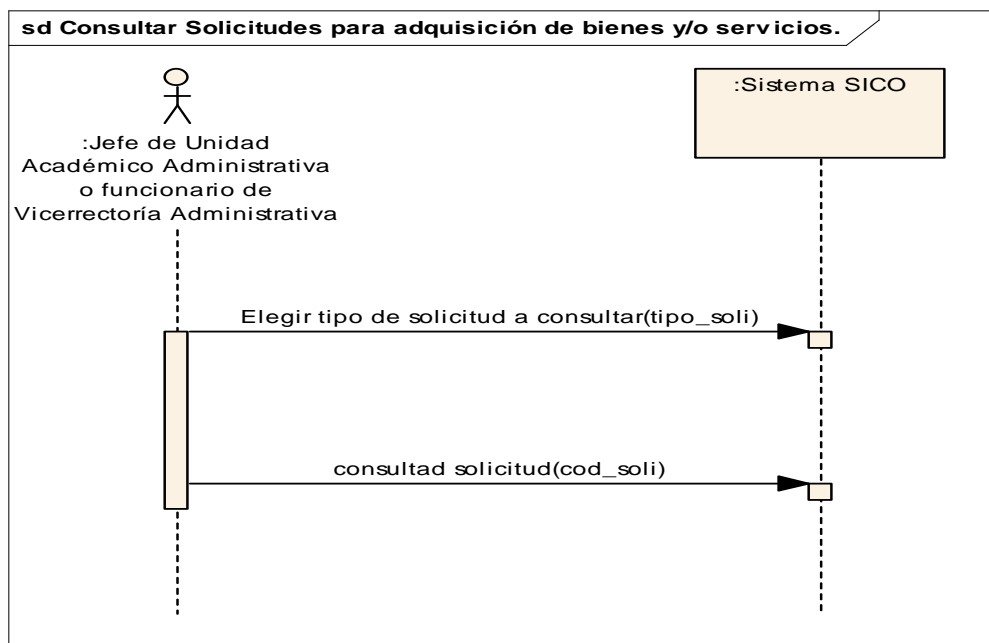 sd Consultar Solicitudes para adquisición de bienes y/o servicios.
:Jefe de Unidad
Académico Administrativa
o funcionario de
Vicerrectoría Administrativa
:Sistema SICO
Elegir tipo de solicitud a consultar(tipo_soli)
consultad solicitud(cod_soli)